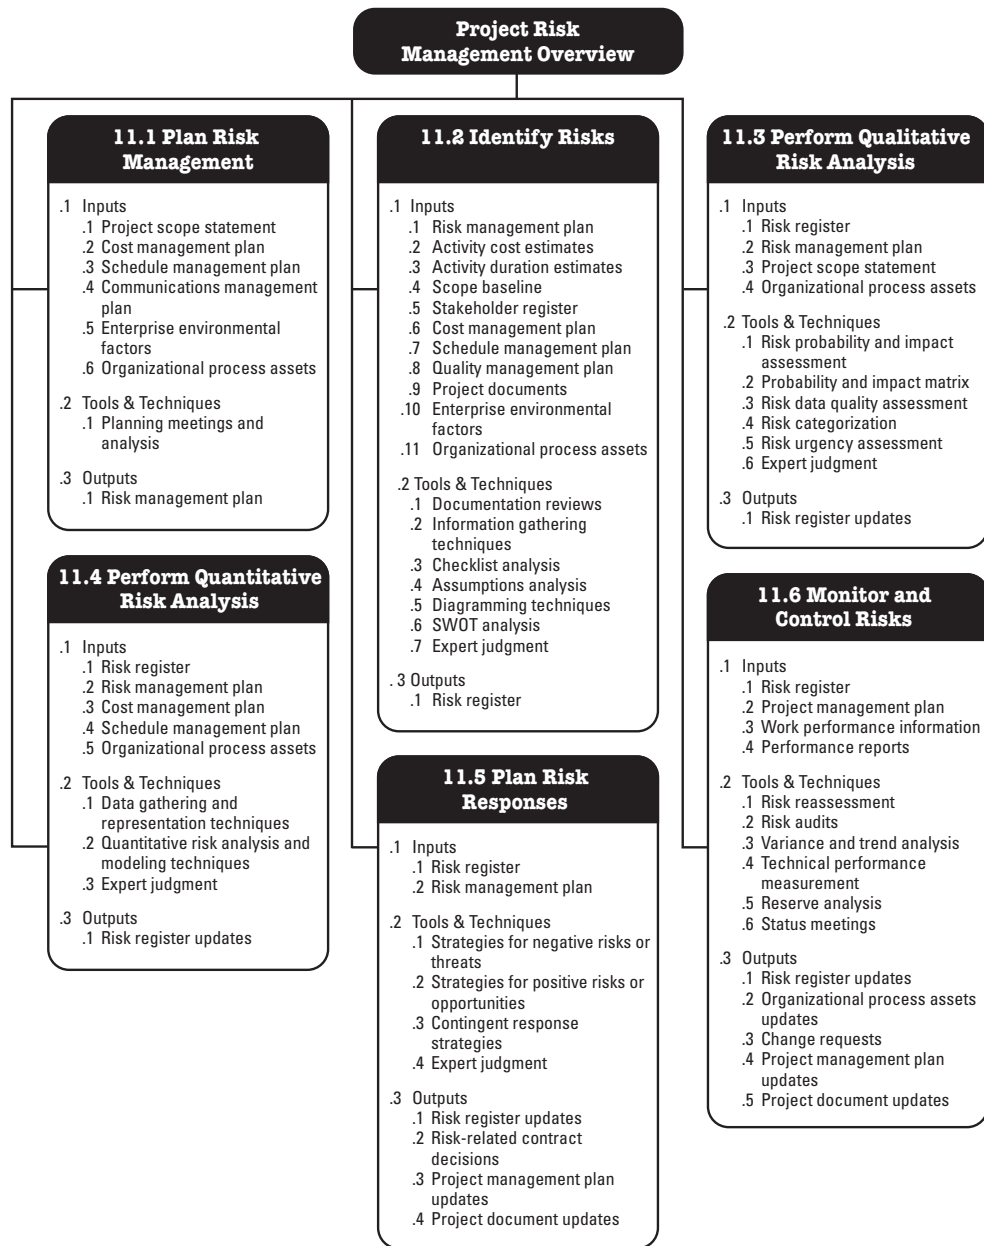 Project Risk
Management Overview
11.1 Plan Risk
Management
.1 Inputs
.1 Project scope statement
.2 Cost management plan
.3 Schedule management plan
.4 Communications management
plan
.5 Enterprise environmental
factors
.6 Organizational process assets
.2 Tools & Techniques
.1 Planning meetings and
analysis
.3 Outputs
.1 Risk management plan
11.2 Identify Risks
.1 Inputs
.1 Risk management plan
.2 Activity cost estimates
.3 Activity duration estimates
.4 Scope baseline
.5 Stakeholder register
.6 Cost management plan
.7 Schedule management plan
.8 Quality management plan
.9 Project documents
.10 Enterprise environmental
factors
.11 Organizational process assets
.2 Tools & Techniques
.1 Documentation reviews
.2 Information gathering
techniques
.3 Checklist analysis
.4 Assumptions analysis
.5 Diagramming techniques
.6 SWOT analysis
.7 Expert judgment
. 3 Outputs
.1 Risk register
11.3 Perform Qualitative
Risk Analysis
.1 Inputs
.1 Risk register
.2 Risk management plan
.3 Project scope statement
.4 Organizational process assets
.2 Tools & Techniques
.1 Risk probability and impact
assessment
.2 Probability and impact matrix
.3 Risk data quality assessment
.4 Risk categorization
.5 Risk urgency assessment
.6 Expert judgment
.3 Outputs
.1 Risk register updates
11.4 Perform Quantitative
Risk Analysis
.1 Inputs
.1 Risk register
.2 Risk management plan
.3 Cost management plan
.4 Schedule management plan
.5 Organizational process assets
.2 Tools & Techniques
.1 Data gathering and
representation techniques
.2 Quantitative risk analysis and
modeling techniques
.3 Expert judgment
.3 Outputs
.1 Risk register updates
11.5 Plan Risk
Responses
.1 Inputs
.1 Risk register
.2 Risk management plan
.2 Tools & Techniques
.1 Strategies for negative risks or
threats
.2 Strategies for positive risks or
opportunities
.3 Contingent response
strategies
.4 Expert judgment
.3 Outputs
.1 Risk register updates
.2 Risk-related contract
decisions
.3 Project management plan
updates
.4 Project document updates
11.6 Monitor and
Control Risks
.1 Inputs
.1 Risk register
.2 Project management plan
.3 Work performance information
.4 Performance reports
.2 Tools & Techniques
.1 Risk reassessment
.2 Risk audits
.3 Variance and trend analysis
.4 Technical performance
measurement
.5 Reserve analysis
.6 Status meetings
.3 Outputs
.1 Risk register updates
.2 Organizational process assets
updates
.3 Change requests
.4 Project management plan
updates
.5 Project document updates